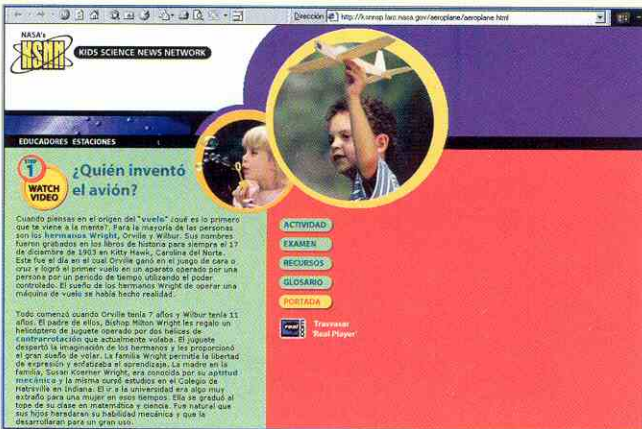 Dirección
http://ksnnsp.larc.nasa.gov/aeroplane/aeroplane.html
NASA's
KSNN
KIDS SCIENCE NEWS NETWORK
EDUCADORES ESTACIONES
STEP
1
WATCH
VIDEO
¿Quién inventó
el avión?
Cuando piensas en el origen del "vuelo" ¿qué es lo primero
que te viene a la mente?. Para la mayoría de las personas
son los hermanos Wright, Orville y Wilbur. Sus nombres
fueron grabados en los libros de historia para siempre el 17
de diciembre de 1903 en Kitty Hawk, Carolina del Norte.
Este fue el día en el cual Orville ganó en el juego de cara o
cruz y logró el primer vuelo en un aparato operado por una
persona por un periodo de tiempo utilizando el poder
controlado. El sueño de los hermanos Wright de operar una
máquina de vuelo se había hecho realidad.
Todo comenzó cuando Orville tenía 7 años y Wilbur tenía 11
años. El padre de ellos, Bishop Milton Wright les regalo un
helicóptero de juguete operado por dos hélices de
contrarrotación que actualmente volaba. El juguete
despertó la imaginación de los hermanos y les proporcionó
el gran sueño de volar. La familia Wright permitía la libertad
de expresión y enfatizaba el aprendizaje. La madre en la
familia, Susan Koerner Wright, era conocida por su aptitud
mecánica y la misma cursó estudios en el Colegio de
Hatrsville en Indiana. El ir a la universidad era algo muy
extraño para una mujer en esos tiempos. Ella se graduó al
tope de su clase en matemática y ciencia. Fue natural que
sus hijos heredaran su habilidad mecánica y que la
desarrollaran para un gran uso.
ACTIVIDAD
EXAMEN
RECURSOS
GLOSARIO
PORTADA
real
Trasvasar
'Real Player'